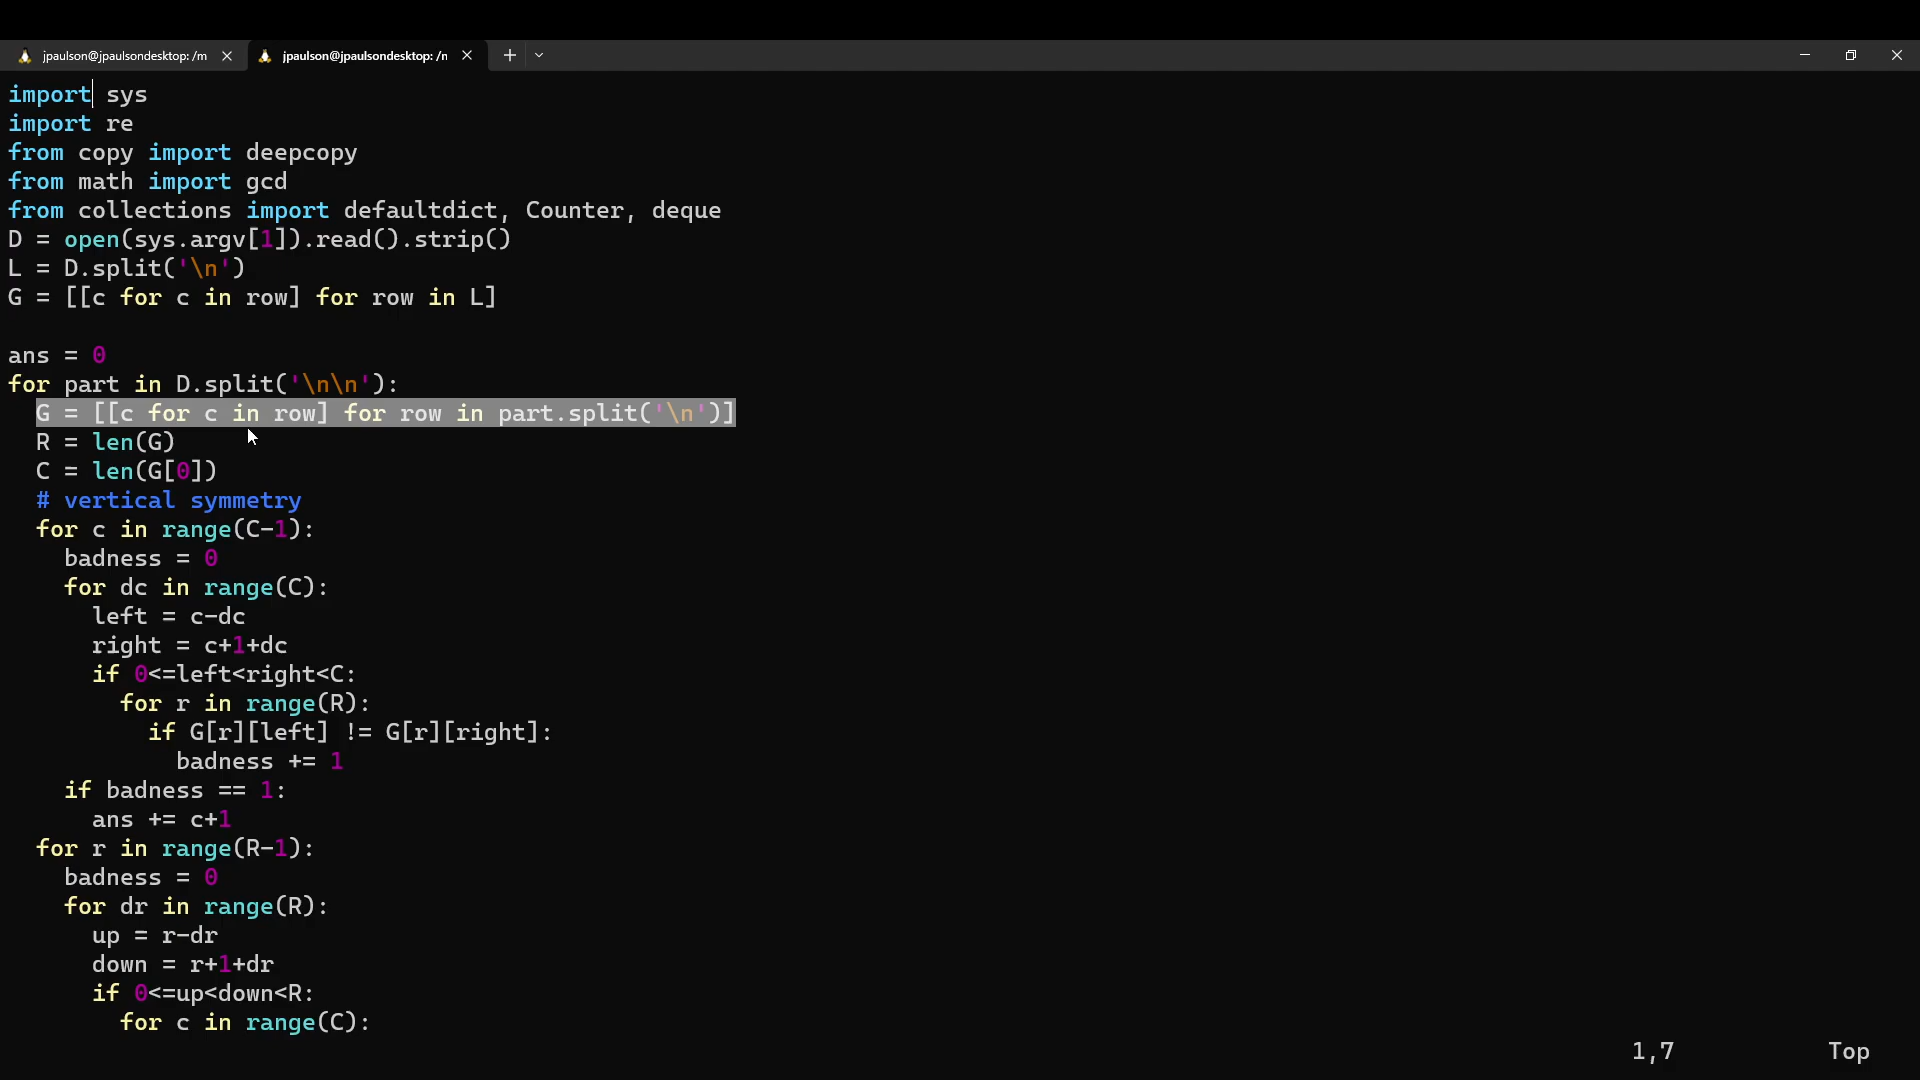 jpaulson@jpaulsondesktop: /m jpaulson@jpaulsondesktop: /n
import sys
import re
from copy import deepcopy
from math import gcd
from collections import defaultdict, Counter, deque
D = open(sys.argv[1]).read().strip()
L = D.split('\n')
G = [[c for c in row] for row in L]
ans = 0
for part in D.split('\n\n'):
  G = [[c for c in row] for row in part.split('\n')]
  R = len(G)
  C = len(G[0])
  # vertical symmetry
  for c in range(C-1):
    badness = 0
    for dc in range(C):
      left = c-dc
      right = c+1+dc
      if 0<=left<right<C:
        for r in range(R):
          if G[r][left] != G[r][right]:
            badness += 1
    if badness == 1:
      ans += c+1
  for r in range(R-1):
    badness = 0
    for dr in range(R):
      up = r-dr
      down = r+1+dr
      if 0<=up<down<R:
        for c in range(C):
1,7 Top